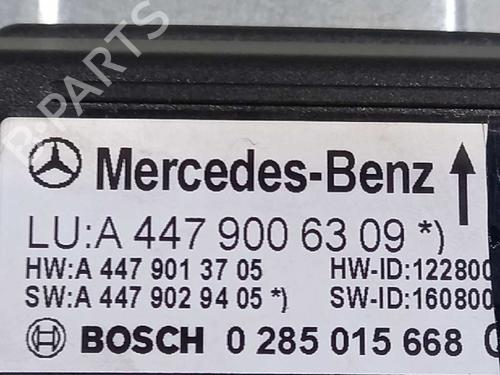 B-PARTS
Mercedes-Benz
LU:A 447 900 63 09 *)
HW:A 447 901 37 05 HW-ID:122800
SW:A 447 902 94 05 *) SW-ID:160800
BOSCH 0 285 015 668